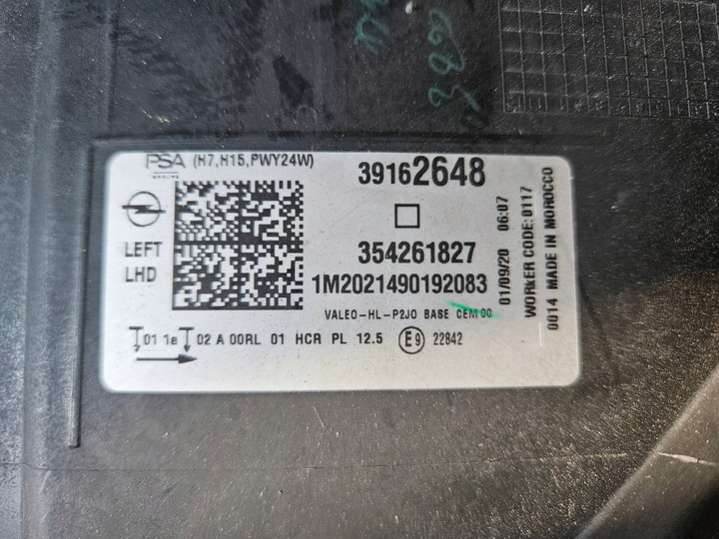 PSA (H7,H15,PWY24W) 39162648
LEFT 354261827
LHD 1M2021490192083
VALEO-HL-P2JO BASE CEM 00
01 1a 02 A 00RL 01 HCR PL 12.5 E9 22842
01/09/20 06:07
WORKER CODE:0117
0014 MADE IN MOROCCO